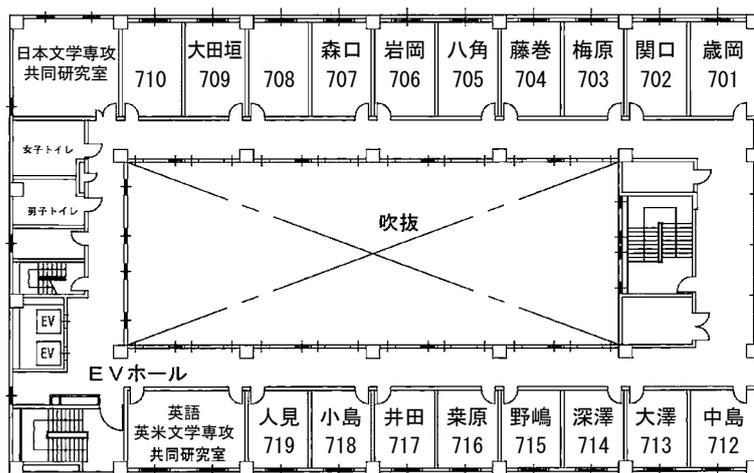 日本文学専攻
共同研究室
710
大田垣
709
708
森口
707
岩岡
706
八角
705
藤巻
704
梅原
703
関口
702
歳岡
701
女子トイレ
男子トイレ
吹抜
EV
EV
EVホール
英語
英米文学専攻
共同研究室
人見
719
小島
718
井田
717
桒原
716
野嶋
715
深澤
714
大澤
713
中島
712